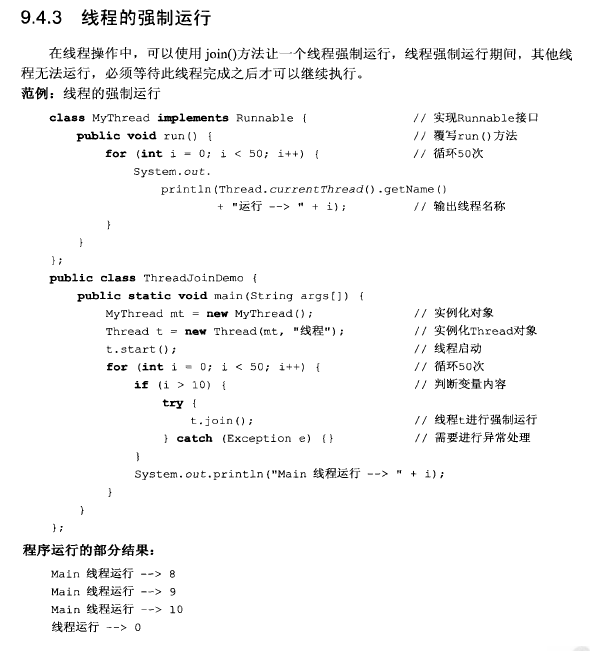 9.4.3 线程的强制运行
在线程操作中，可以使用 join()方法让一个线程强制运行，线程强制运行期间，其他线
程无法运行，必须等待此线程完成之后才可以继续执行。
范例：线程的强制运行
class MyThread implements Runnable { // 实现Runnable接口
public void run() { // 覆写run()方法
for (int i = 0; i < 50; i++) { // 循环50次
System.out.
println(Thread.currentThread().getName()
+ "运行 --> " + i); // 输出线程名称
}
}
};
public class ThreadJoinDemo {
public static void main(String args[]) {
MyThread mt = new MyThread(); // 实例化对象
Thread t = new Thread(mt, "线程"); // 实例化Thread对象
t.start(); // 线程启动
for (int i = 0; i < 50; i++) { // 循环50次
if (i > 10) { // 判断变量内容
try {
t.join(); // 线程t进行强制运行
} catch (Exception e) {} // 需要进行异常处理
}
System.out.println("Main 线程运行 --> " + i);
}
}
};
程序运行的部分结果：
Main 线程运行 --> 8
Main 线程运行 --> 9
Main 线程运行 --> 10
线程运行 --> 0